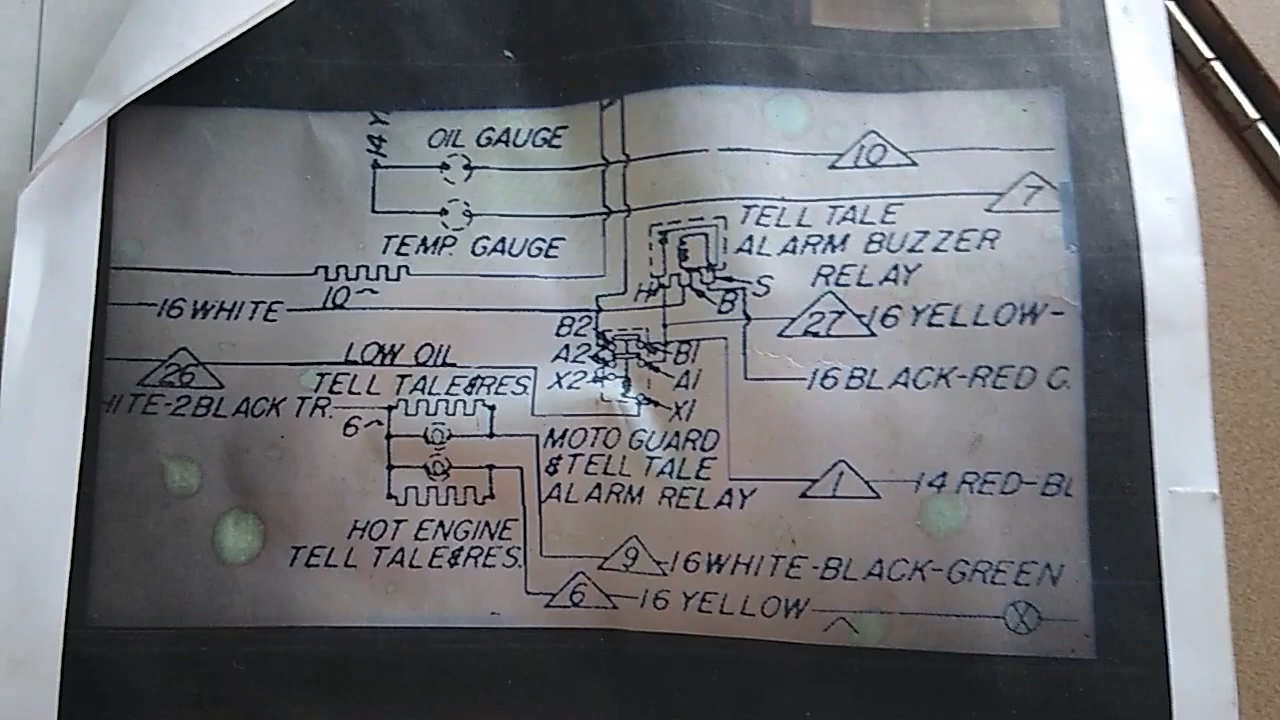 14 Y
OIL GAUGE
10
7
TEMP. GAUGE
TELL TALE
ALARM BUZZER
RELAY
10
H
B
S
16 WHITE
27
16 YELLOW-
B2
A2
X2
B1
A1
X1
26
LOW OIL
TELL TALE & RES.
16 BLACK-RED
HITE-2 BLACK TR.
6
MOTO GUARD
& TELL TALE
ALARM RELAY
1
14 RED-BL
HOT ENGINE
TELL TALE & RES.
9
16 WHITE-BLACK-GREEN
6
16 YELLOW
X